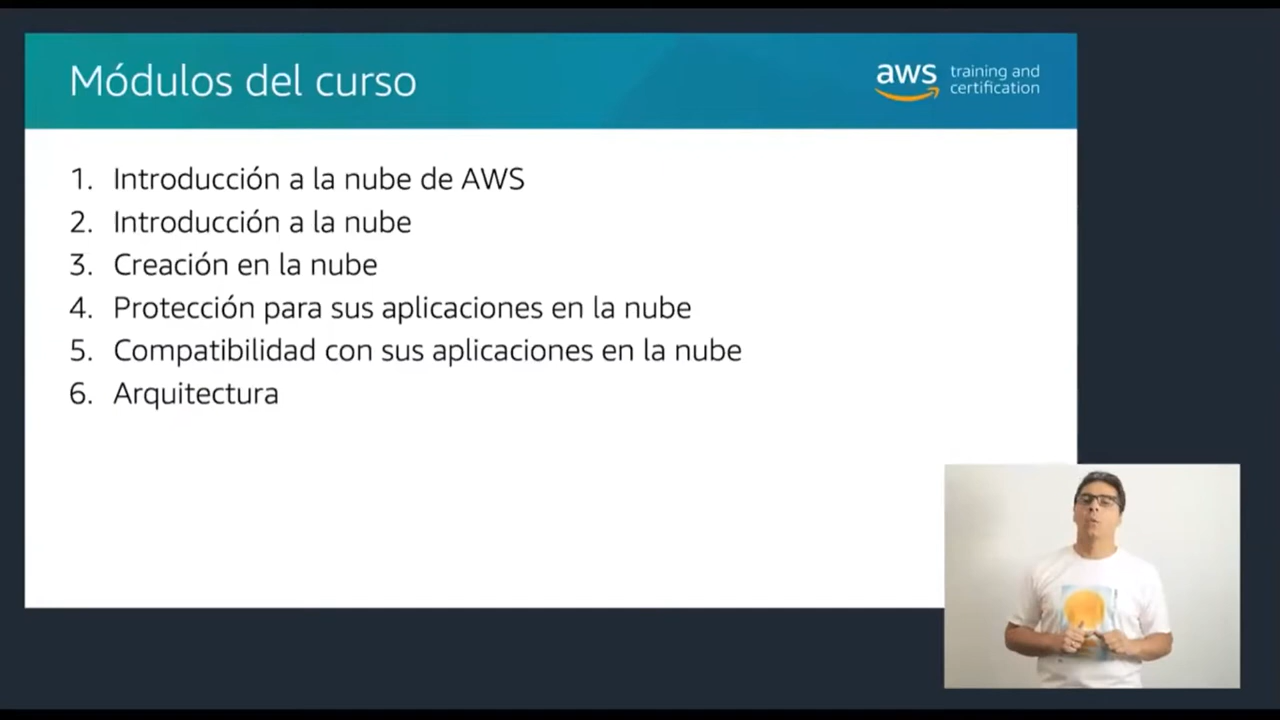 Módulos del curso
aws training and
certification
1. Introducción a la nube de AWS
2. Introducción a la nube
3. Creación en la nube
4. Protección para sus aplicaciones en la nube
5. Compatibilidad con sus aplicaciones en la nube
6. Arquitectura